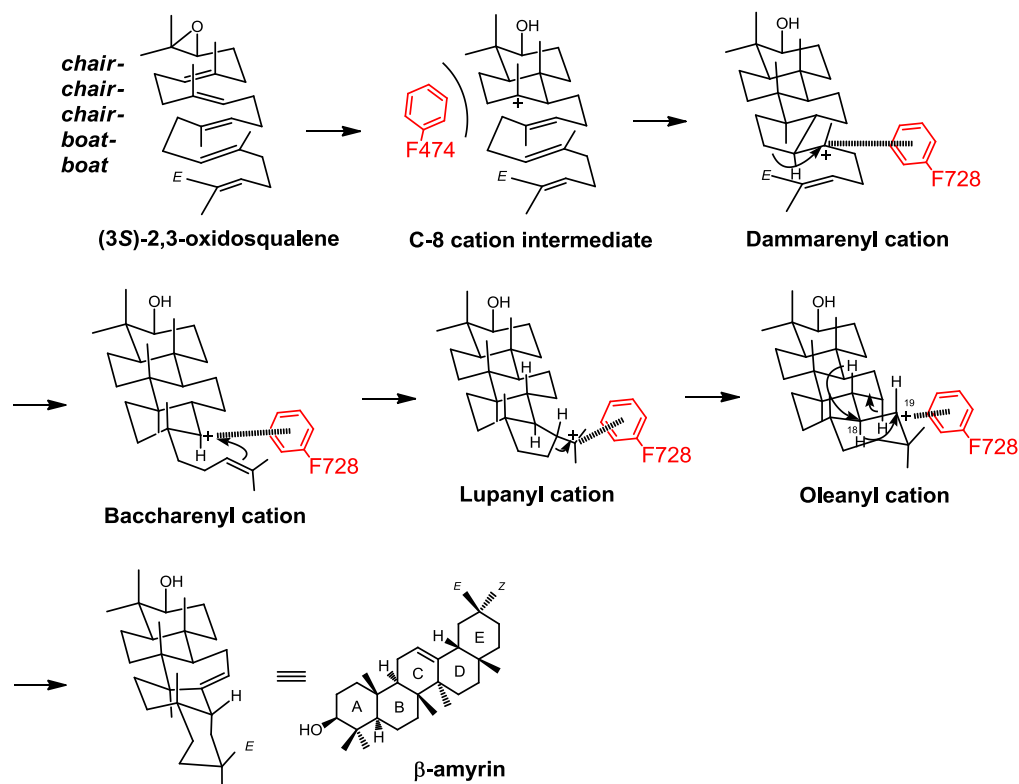 O
OH
OH
chair-
chair-
chair-
boat-
boat
+
F474
+
H
F728
E
E
E
(3S)-2,3-oxidosqualene
C-8 cation intermediate
Dammarenyl cation
OH
OH
OH
H
H
H
H
+
19
+
H
+
H
18
H
H
F728
F728
F728
Baccharenyl cation
Lupanyl cation
Oleanyl cation
OH
E
Z
E
H
H
C
D
H
A
B
HO
H
E
β-amyrin